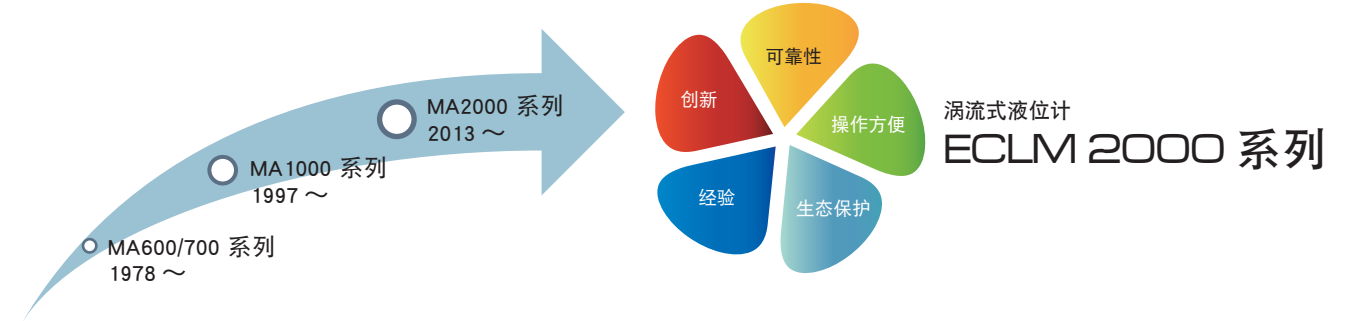 MA600/700 系列
1978 ～
MA1000 系列
1997 ～
MA2000 系列
2013 ～
可靠性
创新
操作方便
经验
生态保护
涡流式液位计
ECLM 2000 系列